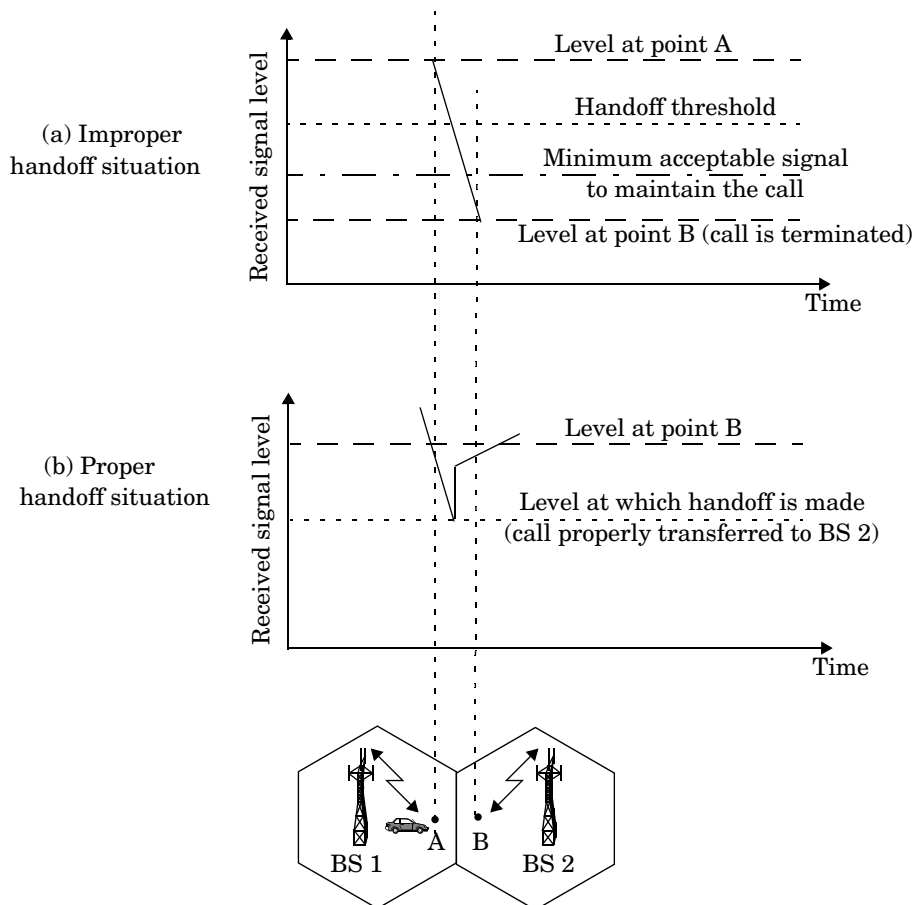 (a) Improper
handoff situation
Received signal level
Level at point A
Handoff threshold
Minimum acceptable signal
to maintain the call
Level at point B (call is terminated)
Time
(b) Proper
handoff situation
Received signal level
Level at point B
Level at which handoff is made
(call properly transferred to BS 2)
Time
A
B
BS 1
BS 2